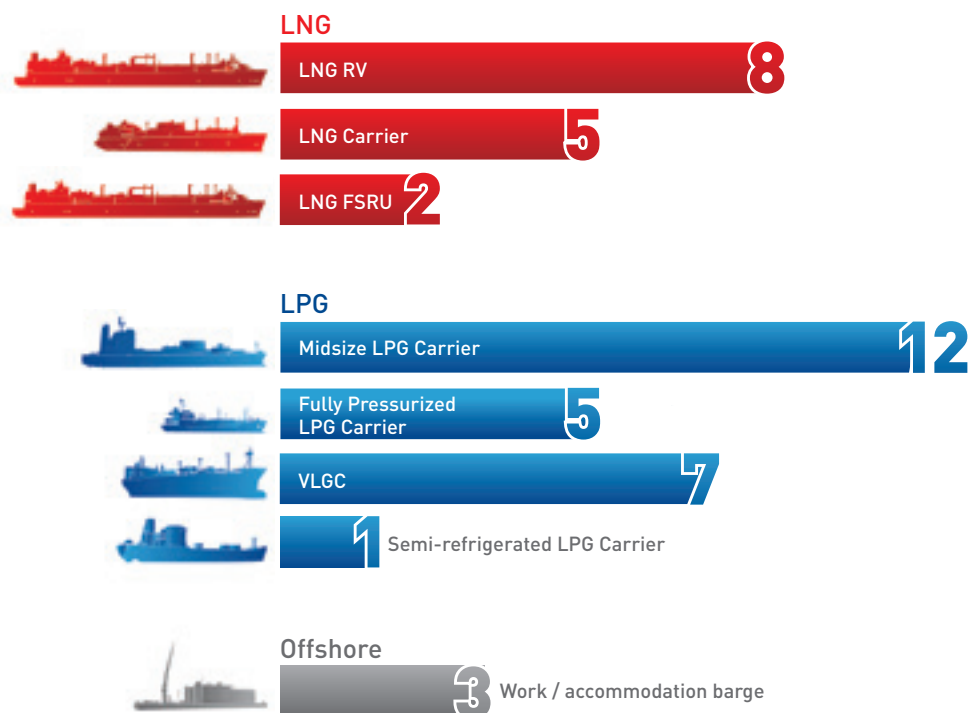 LNG
LNG RV 8
LNG Carrier 5
LNG FSRU 2
LPG
Midsize LPG Carrier 12
Fully Pressurized
LPG Carrier 5
VLGC 7
1 Semi-refrigerated LPG Carrier
Offshore
3 Work / accommodation barge